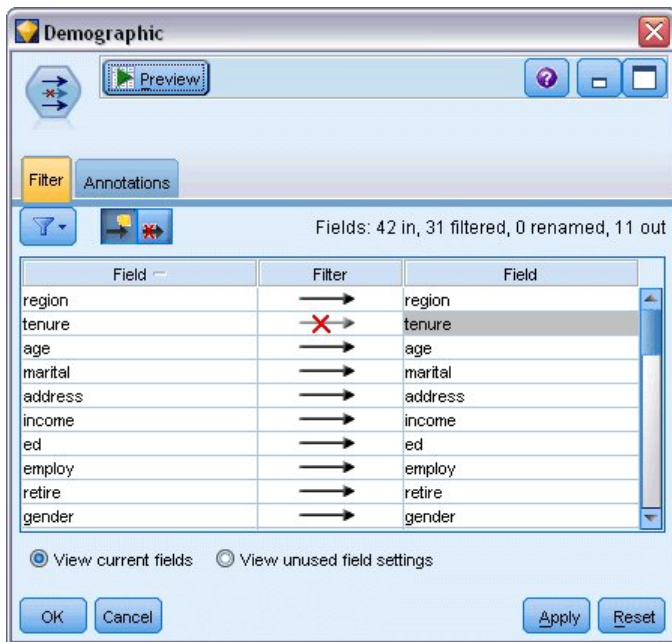 Demographic
Preview
?
Filter Annotations
Fields: 42 in, 31 filtered, 0 renamed, 11 out
Field Filter Field
region region
tenure tenure
age age
marital marital
address address
income income
ed ed
employ employ
retire retire
gender gender
View current fields View unused field settings
OK Cancel Apply Reset